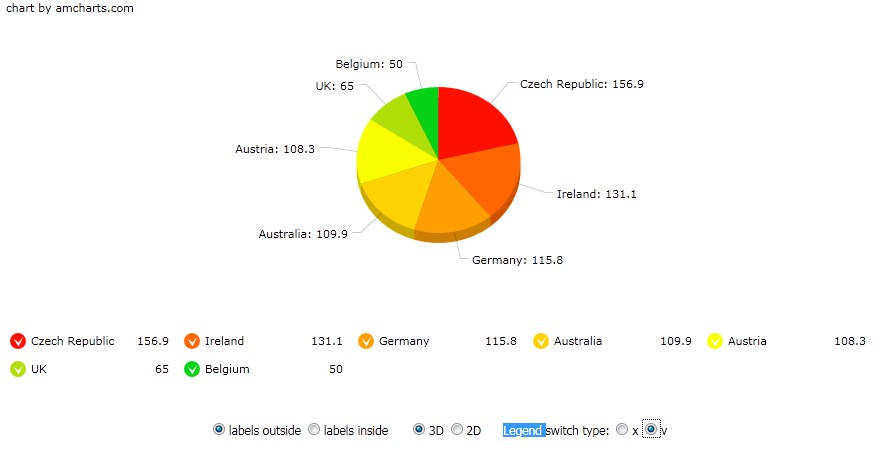 chart by amcharts.com
Belgium: 50
UK: 65
Czech Republic: 156.9
Austria: 108.3
Ireland: 131.1
Australia: 109.9
Germany: 115.8
Czech Republic 156.9 Ireland 131.1 Germany 115.8 Australia 109.9 Austria 108.3
UK 65 Belgium 50
labels outside labels inside 3D 2D Legend switch type: x v